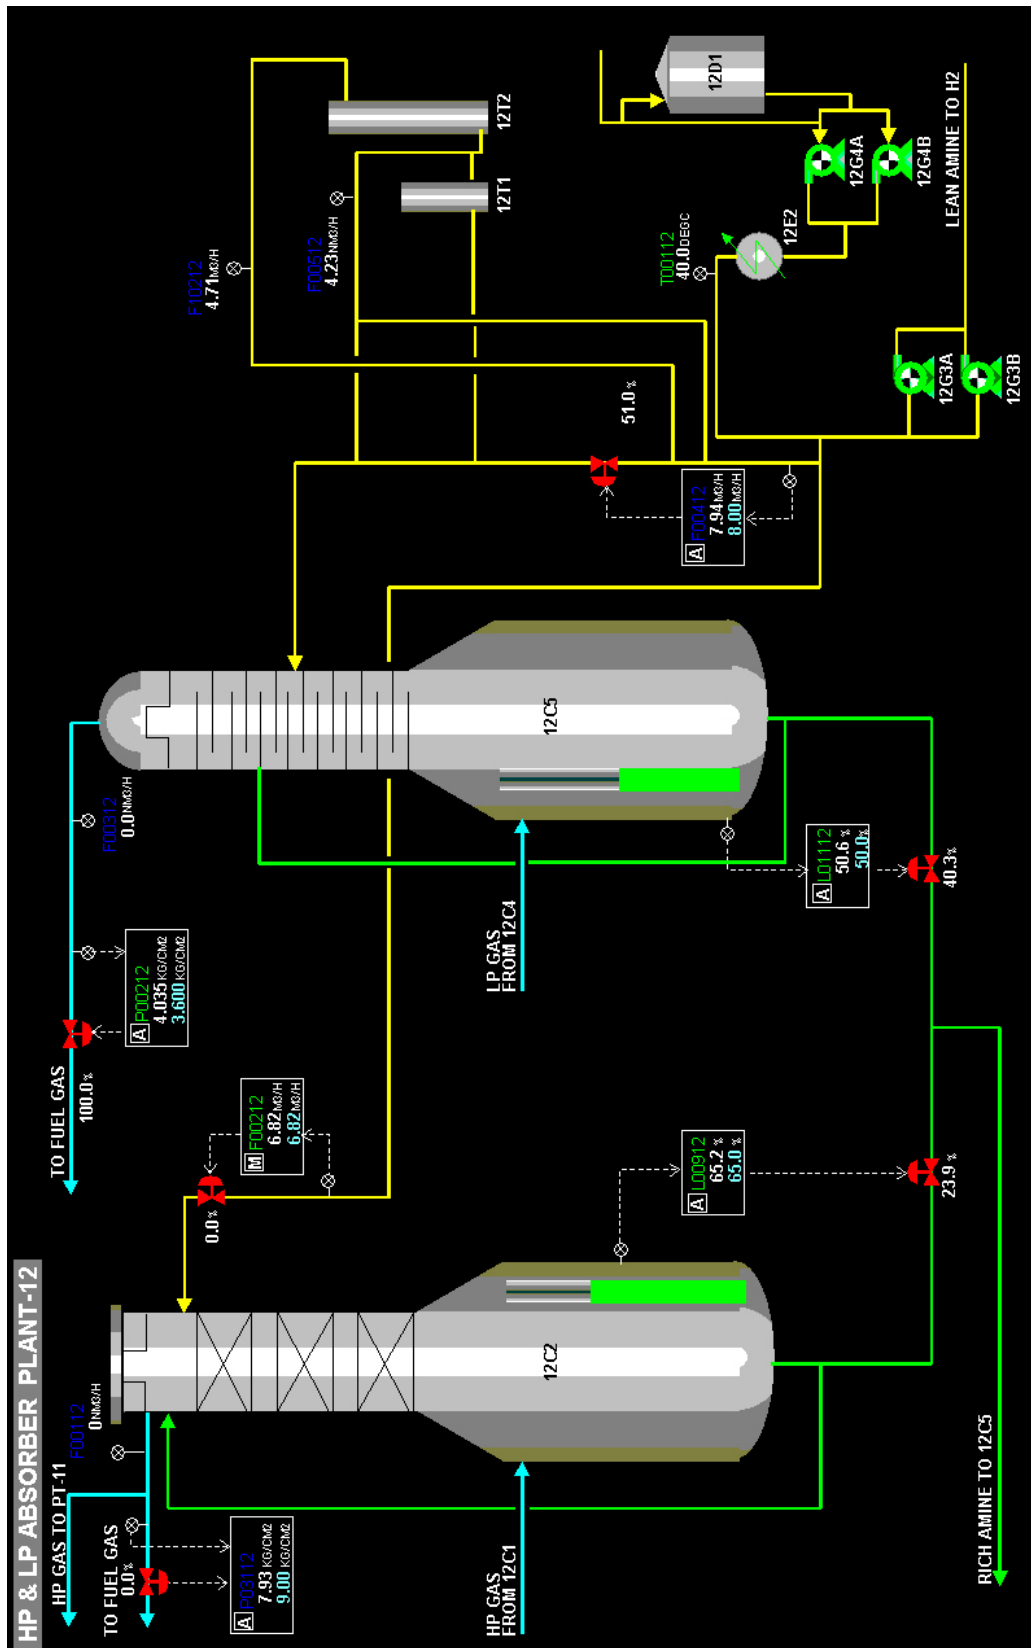 HP & LP ABSORBER PLANT-12
HP GAS TO PT-11
TO FUEL GAS
0.0 %
F00112
0 NM3/H
A P03112
7.93 KG/CM2
9.00 KG/CM2
HP GAS
FROM 12C1
12C2
TO FUEL GAS
100.0 %
0.0 %
M F00212
6.82 M3/H
6.82 M3/H
A P00212
4.035 KG/CM2
3.600 KG/CM2
F00312
0.0 NM3/H
A L00912
65.2 %
65.0 %
23.9 %
RICH AMINE TO 12C5
LP GAS
FROM 12C4
12C5
A L01112
50.6 %
50.0 %
40.3 %
F10212
4.71 M3/H
F00512
4.23 NM3/H
12T2
12T1
51.0 %
A F00412
7.94 M3/H
8.00 M3/H
T00112
40.0 DEGC
12E2
12D1
12G4A
12G4B
LEAN AMINE TO H2
12G3A
12G3B